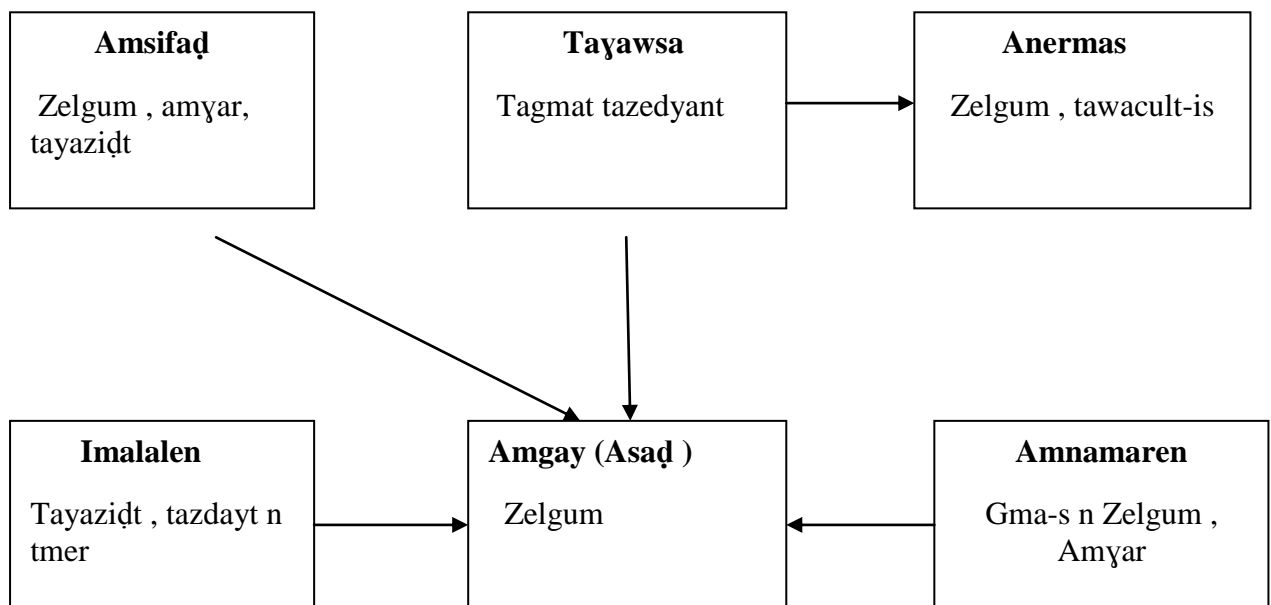 Amsifaḍ
Zelgum , amɣar,
tayaziḍt
Taɣawsa
Tagmat tazedyant
Anermas
Zelgum , tawacult-is
Imalalen
Tayaziḍt , tazdayt n
tmer
Amgay (Asaḍ )
Zelgum
Amnamaren
Gma-s n Zelgum ,
Amɣar